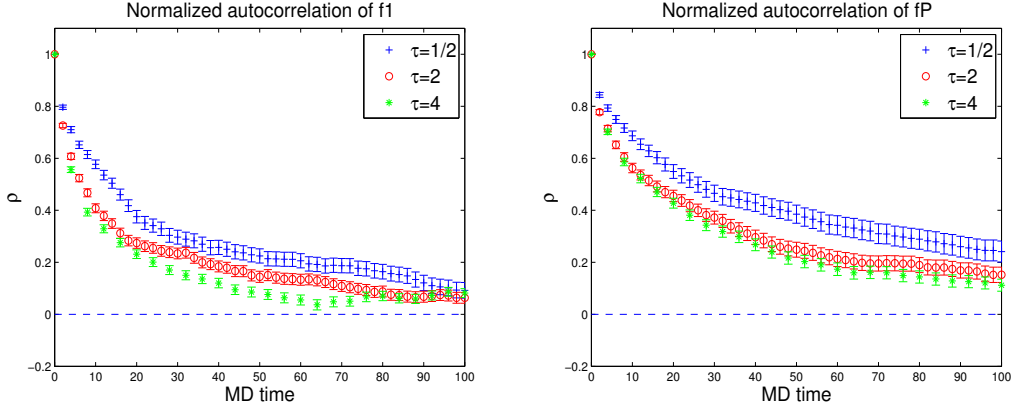 Normalized autocorrelation of f1
τ=1/2
τ=2
τ=4
1
0.8
0.6
0.4
0.2
0
−0.2
ρ
0 10 20 30 40 50 60 70 80 90 100
MD time
Normalized autocorrelation of fP
τ=1/2
τ=2
τ=4
1
0.8
0.6
0.4
0.2
0
−0.2
ρ
0 10 20 30 40 50 60 70 80 90 100
MD time